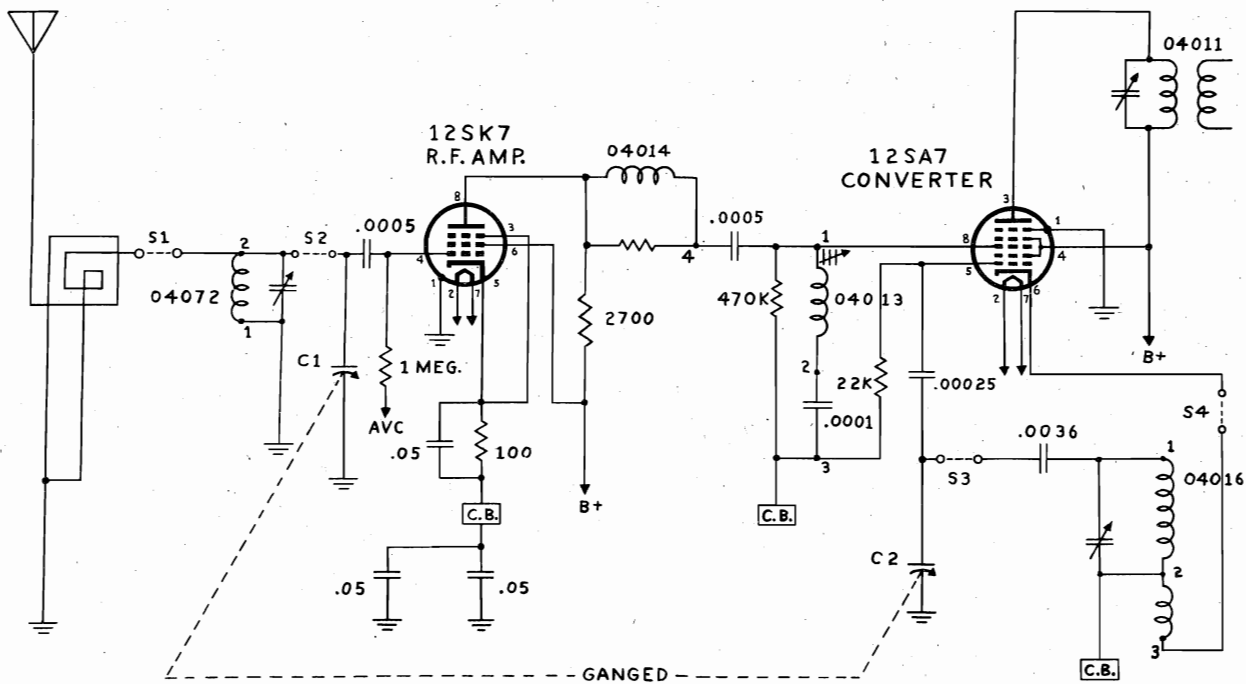 04011
12SK7
R.F. AMP.
04014
12SA7
CONVERTER
8
3
6
4
1
2
7
5
.0005
S1
2
S2
04072
1
C1
1 MEG.
AVC
.05
100
C.B.
.05
.05
2700
B+
4
.0005
470K
1
04013
2
.0001
3
22K
C.B.
3
1
8
4
5
2
7
6
B+
.00025
S4
.0036
S3
1
04016
2
3
C2
C.B.
GANGED